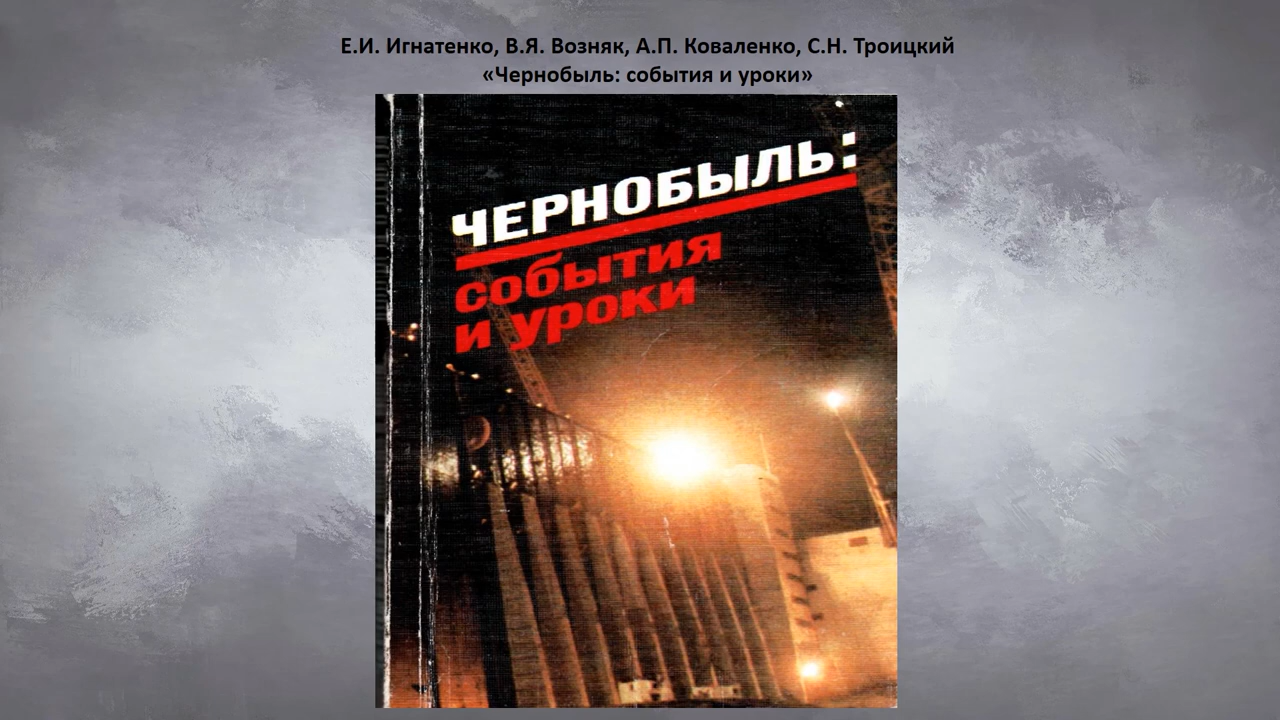 Е.И. Игнатенко, В.Я. Возняк, А.П. Коваленко, С.Н. Троицкий
«Чернобыль: события и уроки»
ЧЕРНОБЫЛЬ:
события
и уроки